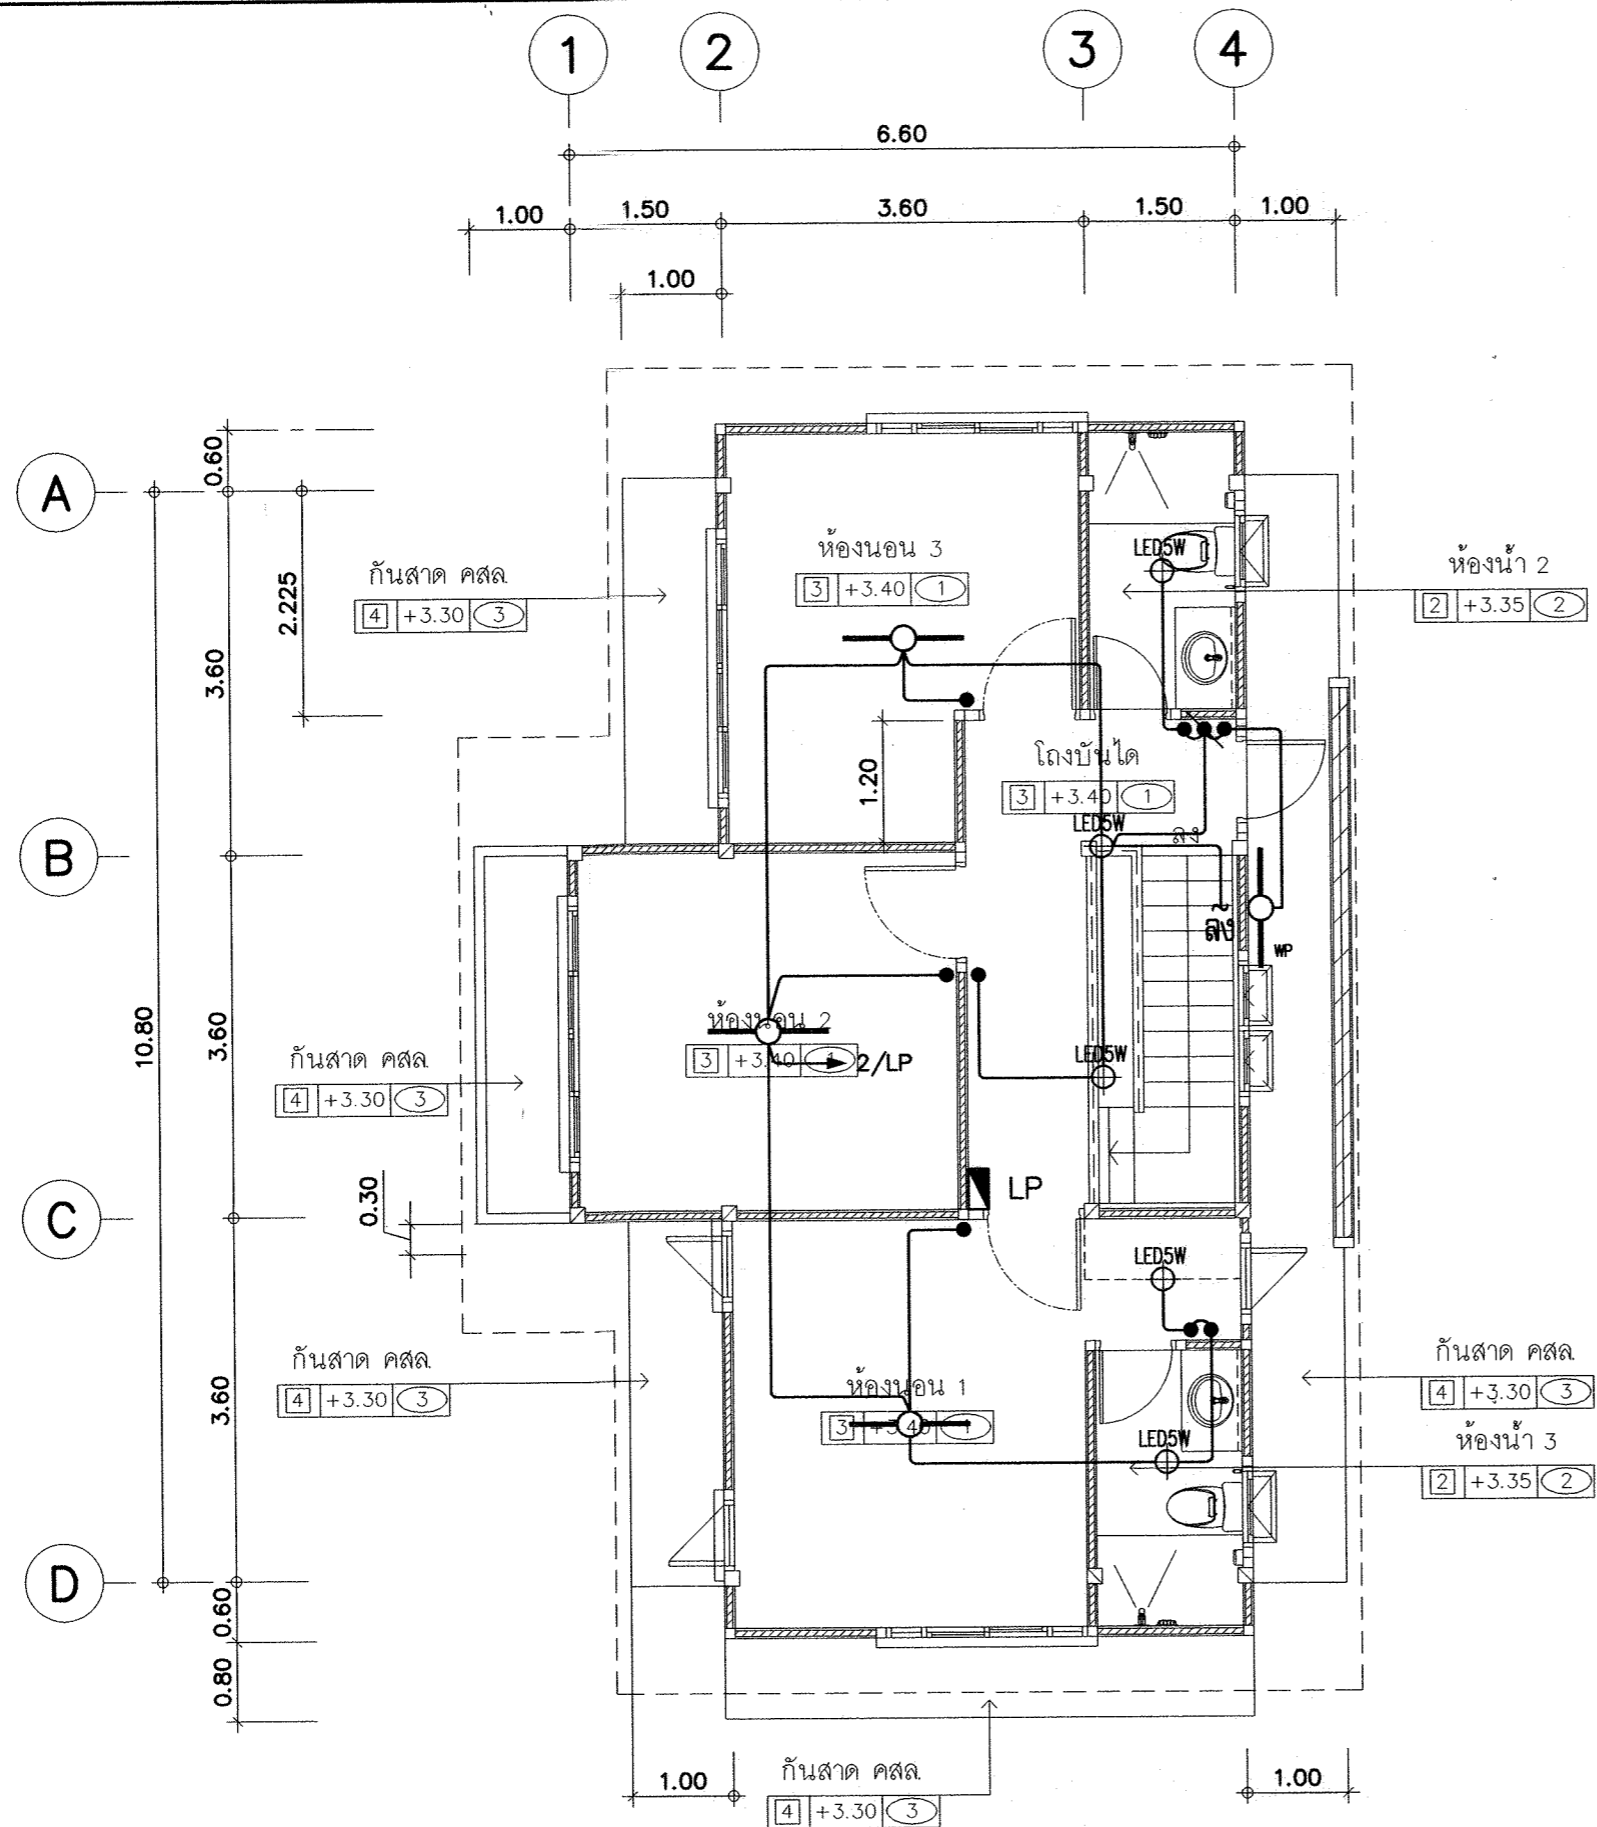 1 2 3 4
6.60
1.00 1.50 3.60 1.50 1.00
1.00
A
0.60
2.225
3.60
10.80
ห้องนอน 3
3 +3.40 1
LED5W
ห้องน้ำ 2
2 +3.35 2
กันสาด คสล.
4 +3.30 3
โถงบันได
3 +3.40 1
1.20
LED5W
ลง
B
ลง
WP
3.60
ห้องนอน 2
3 +3.40 1
2/LP
LED5W
กันสาด คสล.
4 +3.30 3
0.30
C
LP
LED5W
3.60
กันสาด คสล.
4 +3.30 3
ห้องนอน 1
3 +3.40 1
LED5W
กันสาด คสล.
4 +3.30 3
ห้องน้ำ 3
2 +3.35 2
D
0.60
0.80
1.00
กันสาด คสล.
4 +3.30 3
1.00